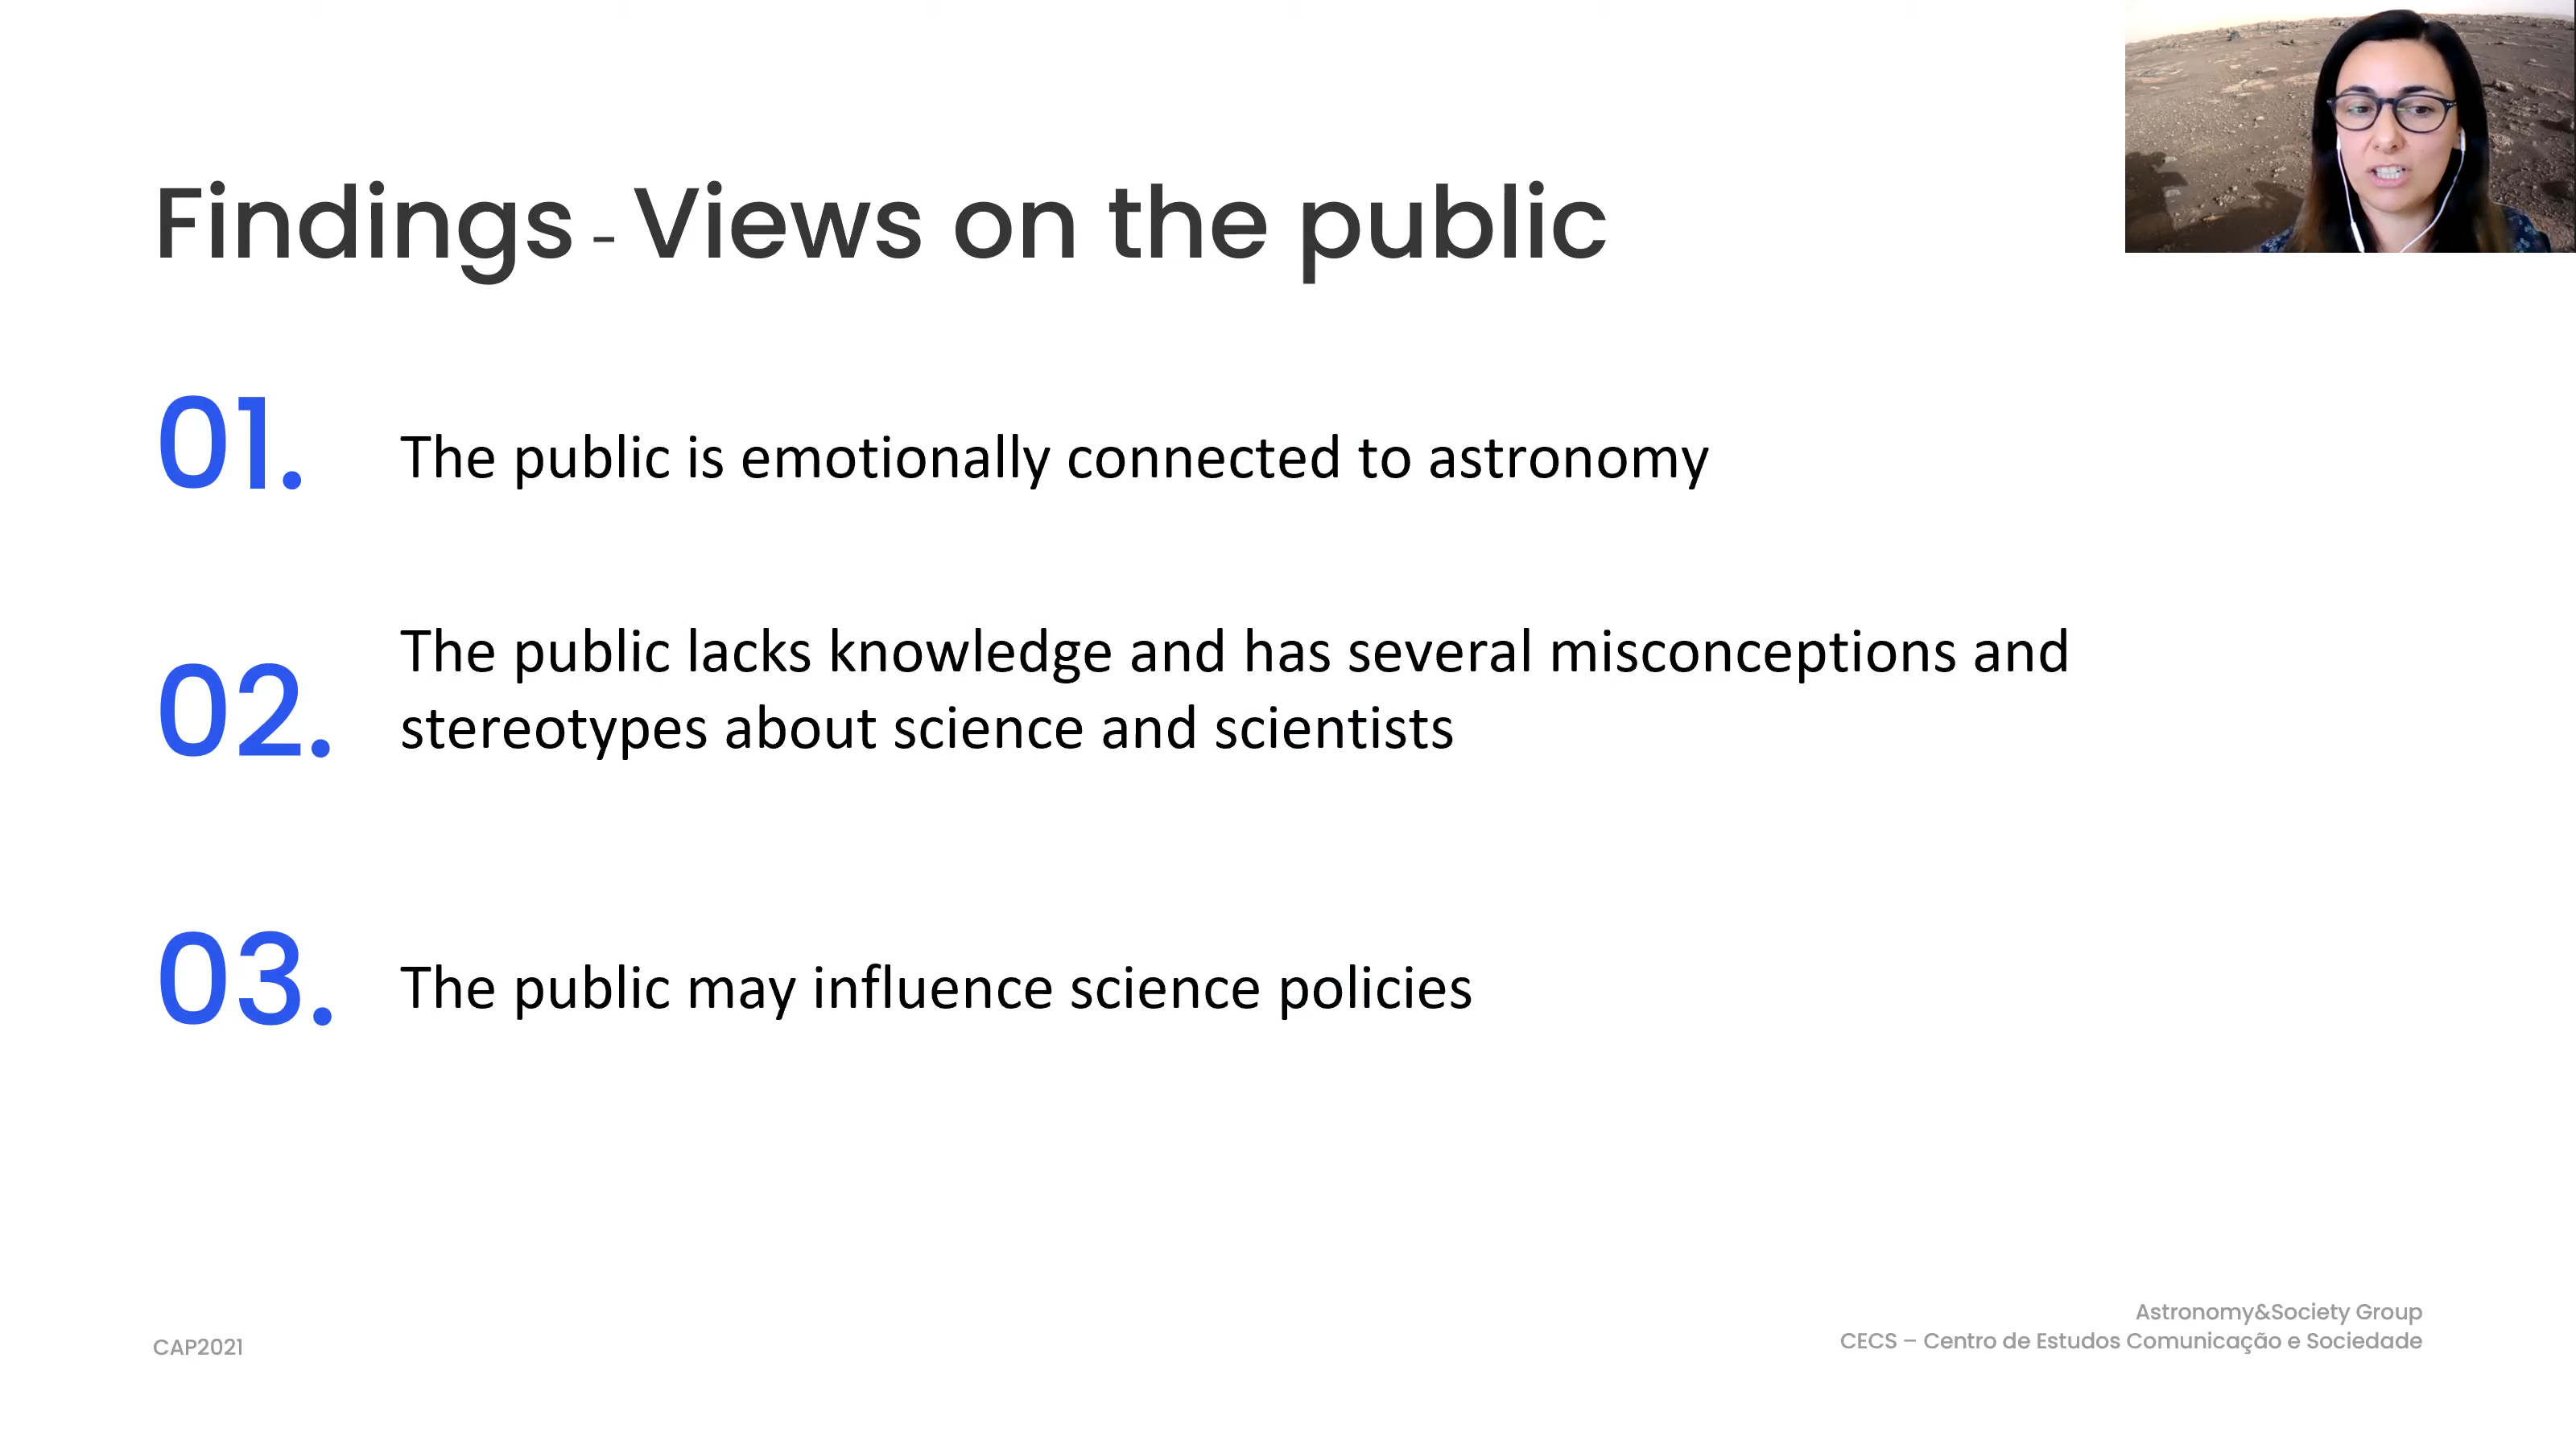 Findings - Views on the public
01.
The public is emotionally connected to astronomy
02.
The public lacks knowledge and has several misconceptions and
stereotypes about science and scientists
03.
The public may influence science policies
CAP2021
Astronomy&Society Group
CECS – Centro de Estudos Comunicação e Sociedade